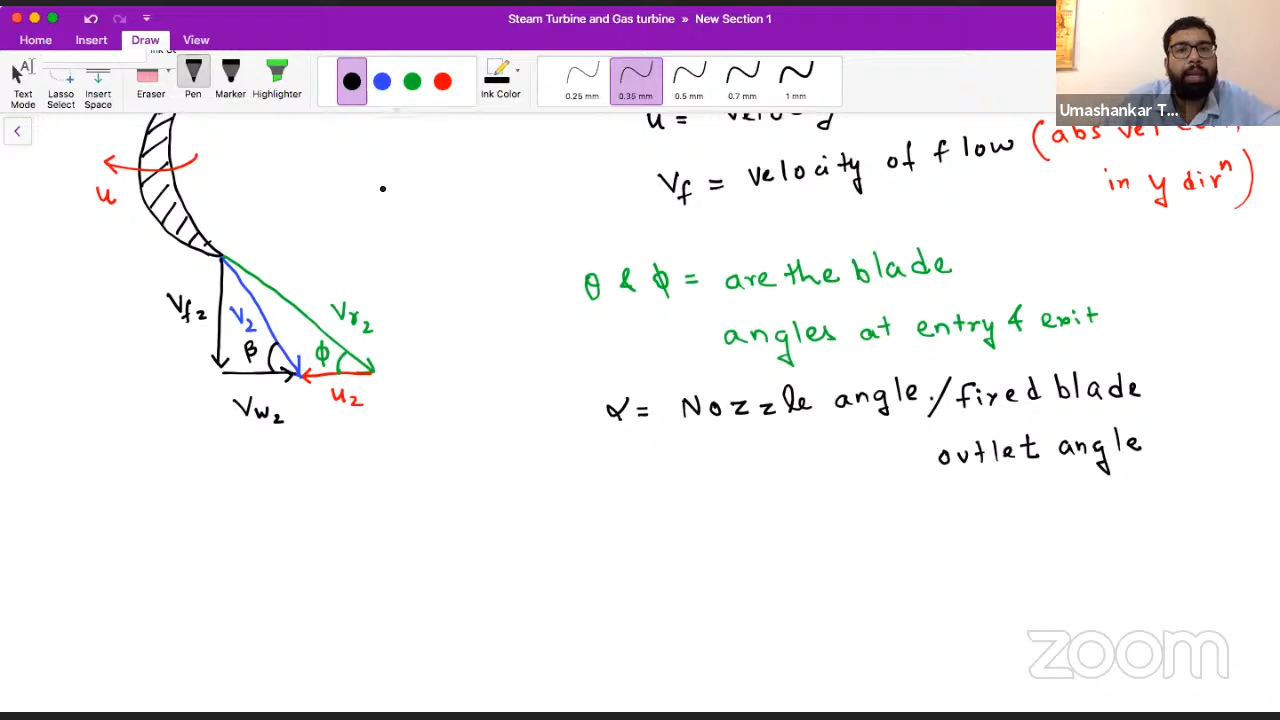 Steam Turbine and Gas turbine » New Section 1
Home Insert Draw View
Text Mode
Lasso Select
Insert Space
Eraser
Pen
Marker
Highlighter
Ink Color
0.25 mm
0.35 mm
0.5 mm
0.7 mm
1 mm
Umashankar T...
u =
Vf = velocity of flow (abs vel com,
in y dirⁿ)
u
θ & φ = are the blade
angles at entry & exit
Vf2
V2
Vr2
β
φ
Vw2
u2
α = Nozzle angle / fixed blade
outlet angle
zoom